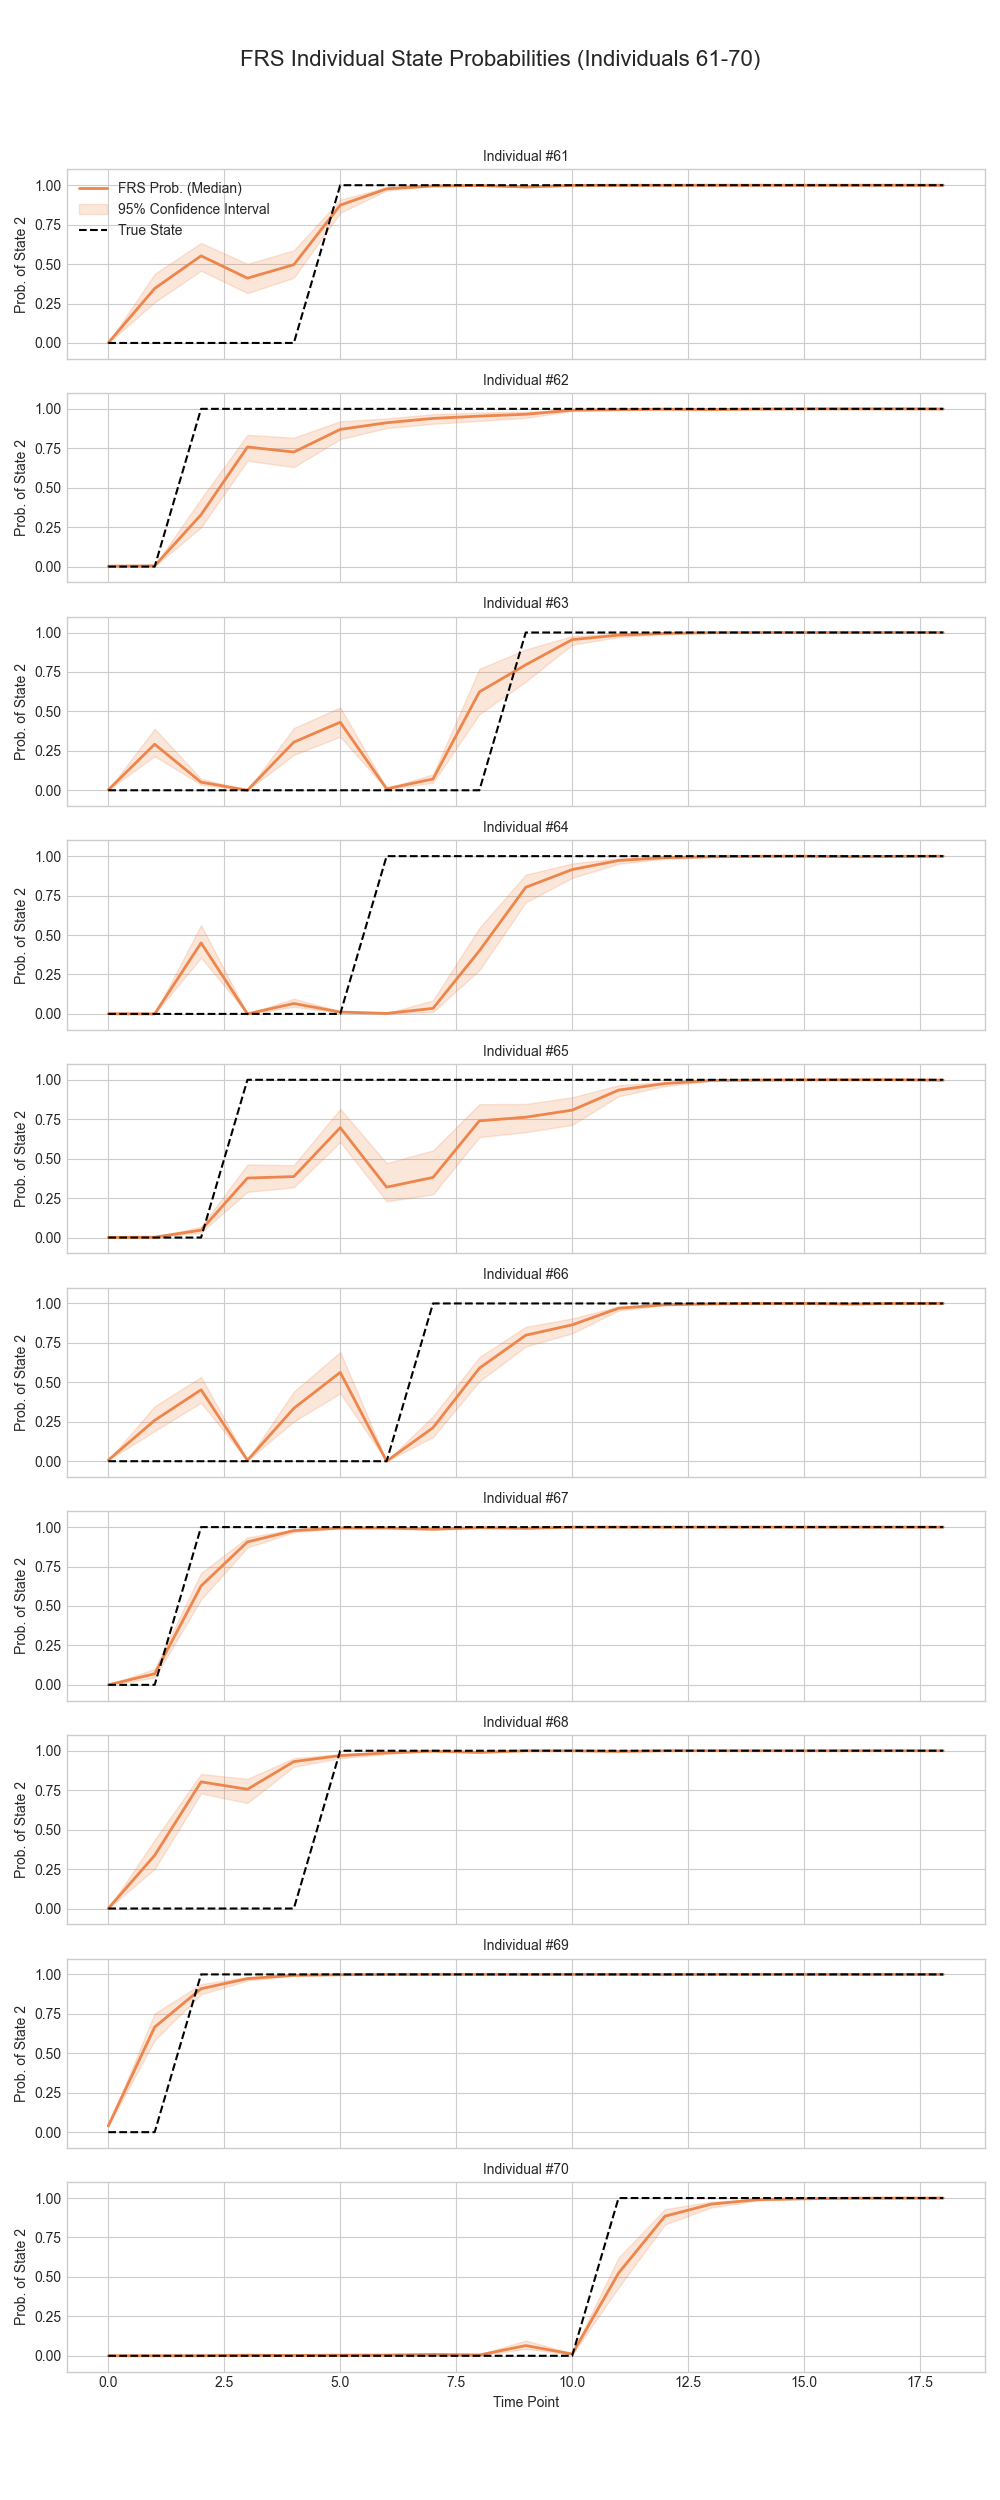 FRS Individual State Probabilities (Individuals 61-70)
Individual #61
FRS Prob. (Median)
95% Confidence Interval
True State
Prob. of State 2
1.00
0.75
0.50
0.25
0.00
Individual #62
Prob. of State 2
1.00
0.75
0.50
0.25
0.00
Individual #63
Prob. of State 2
1.00
0.75
0.50
0.25
0.00
Individual #64
Prob. of State 2
1.00
0.75
0.50
0.25
0.00
Individual #65
Prob. of State 2
1.00
0.75
0.50
0.25
0.00
Individual #66
Prob. of State 2
1.00
0.75
0.50
0.25
0.00
Individual #67
Prob. of State 2
1.00
0.75
0.50
0.25
0.00
Individual #68
Prob. of State 2
1.00
0.75
0.50
0.25
0.00
Individual #69
Prob. of State 2
1.00
0.75
0.50
0.25
0.00
Individual #70
Prob. of State 2
1.00
0.75
0.50
0.25
0.00
0.0 2.5 5.0 7.5 10.0 12.5 15.0 17.5
Time Point